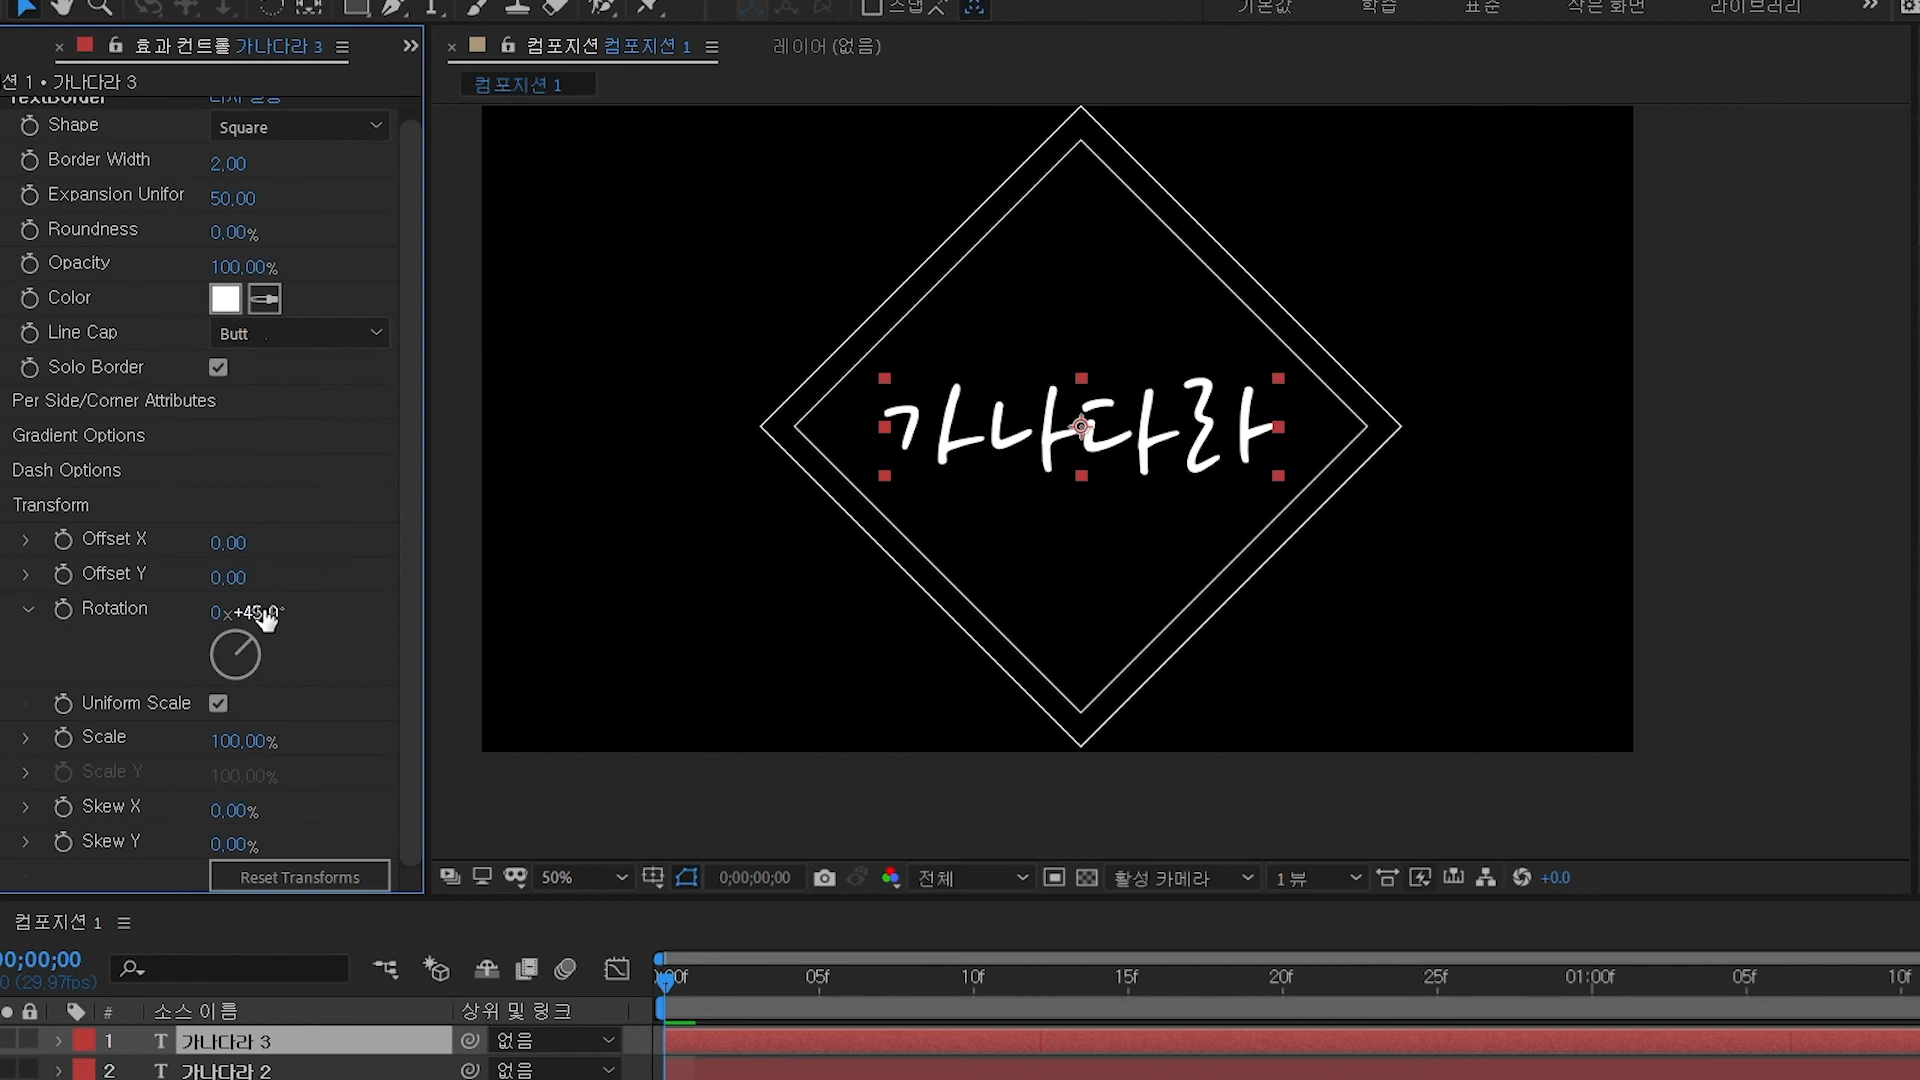 스냅
기본값
학습
표준
작은 화면
라이브러리
효과 컨트롤 가나다라 3
컴포지션 컴포지션 1
레이어 (없음)
션 1 • 가나다라 3
컴포지션 1
TextBorder
Shape
Square
Border Width
2,00
Expansion Unifor
50,00
Roundness
0,00%
Opacity
100,00%
Color
Line Cap
Butt
Solo Border
Per Side/Corner Attributes
Gradient Options
Dash Options
Transform
Offset X
0,00
Offset Y
0,00
Rotation
0x+45,0°
Uniform Scale
Scale
100,00%
Scale Y
100,00%
Skew X
0,00%
Skew Y
0,00%
Reset Transforms
가나다라
50%
0;00;00;00
전체
활성 카메라
1 뷰
+0.0
컴포지션 1
00;00;00
0 (29,97fps)
05f
10f
15f
20f
25f
01:00f
05f
10f
#
소스 이름
상위 및 링크
1
T
가나다라 3
없음
2
T
가나다라 2
없음